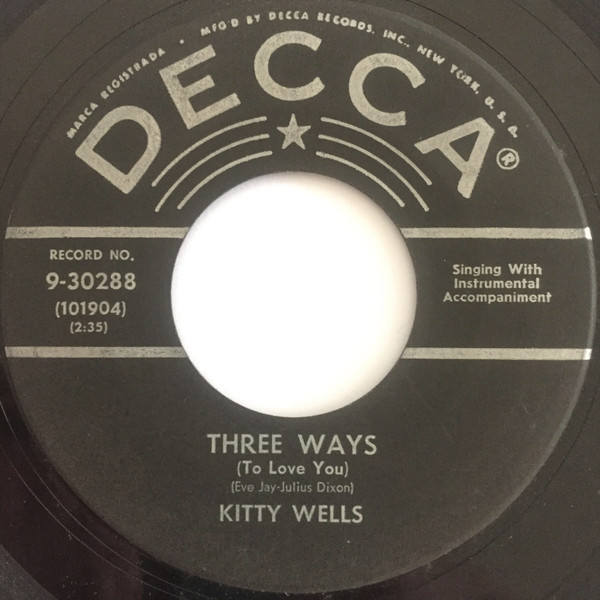 MARCA REGISTRADA • MFG'D BY DECCA RECORDS, INC., NEW YORK, U. S. A.
DECCA®
RECORD NO.
9-30288
(101904)
(2:35)
Singing With
Instrumental
Accompaniment
THREE WAYS
(To Love You)
(Eve Jay-Julius Dixon)
KITTY WELLS